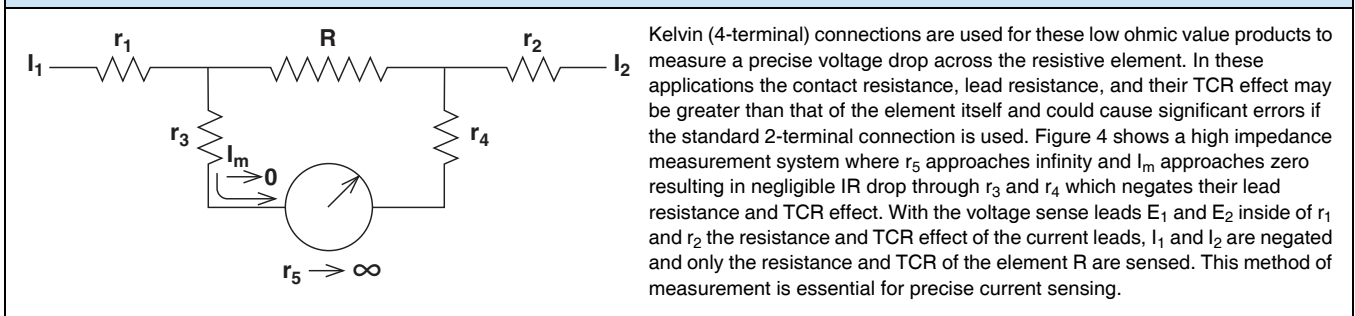 r1 R r2
I1 I2
r3 r4
Im
0
r5 → ∞
Kelvin (4-terminal) connections are used for these low ohmic value products to
measure a precise voltage drop across the resistive element. In these
applications the contact resistance, lead resistance, and their TCR effect may
be greater than that of the element itself and could cause significant errors if
the standard 2-terminal connection is used. Figure 4 shows a high impedance
measurement system where r5 approaches infinity and Im approaches zero
resulting in negligible IR drop through r3 and r4 which negates their lead
resistance and TCR effect. With the voltage sense leads E1 and E2 inside of r1
and r2 the resistance and TCR effect of the current leads, I1 and I2 are negated
and only the resistance and TCR of the element R are sensed. This method of
measurement is essential for precise current sensing.